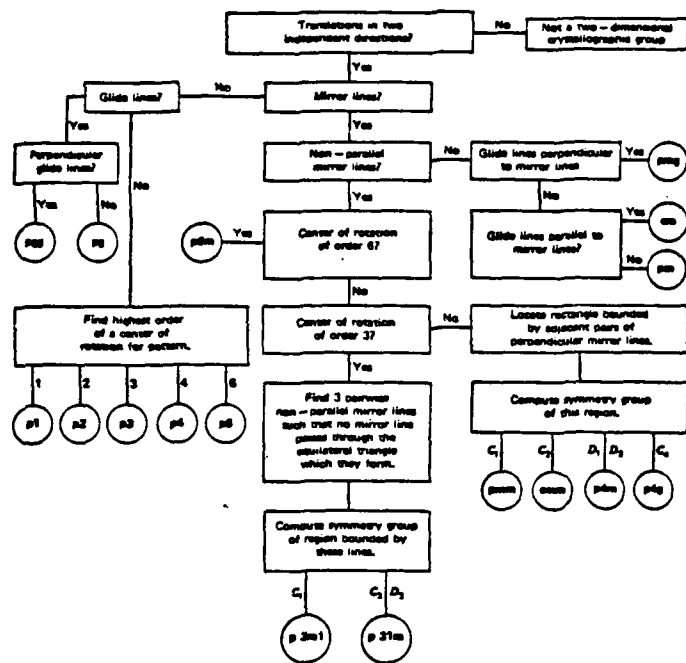 Translations in two
independent directions?
No
Not a two-dimensional
crystallographic group
Yes
Glide lines?
No
Mirror lines?
Yes
Yes
Perpendicular
glide lines?
No
Non-parallel
mirror lines?
No
Glide lines perpendicular
to mirror lines
Yes
pmg
Yes
No
Yes
No
pgg
pg
p6m
Yes
Center of rotation
of order 6?
Glide lines parallel to
mirror lines?
Yes
cm
No
pm
No
Find highest order
of a center of
rotation for pattern.
Center of rotation
of order 3?
No
Locate rectangle bounded
by adjacent pairs of
perpendicular mirror lines.
1
2
3
4
6
Yes
p1
p2
p3
p4
p6
Find 3 pairwise
non-parallel mirror lines
such that no mirror line
passes through the
equilateral triangle
which they form.
Compute symmetry group
of this region.
C₁
C₂
D₁
D₂
C₄
pmm
cmm
p4m
p4g
Compute symmetry group
of region bounded by
these lines.
C₁
C₃
D₃
p 3m1
p 31m